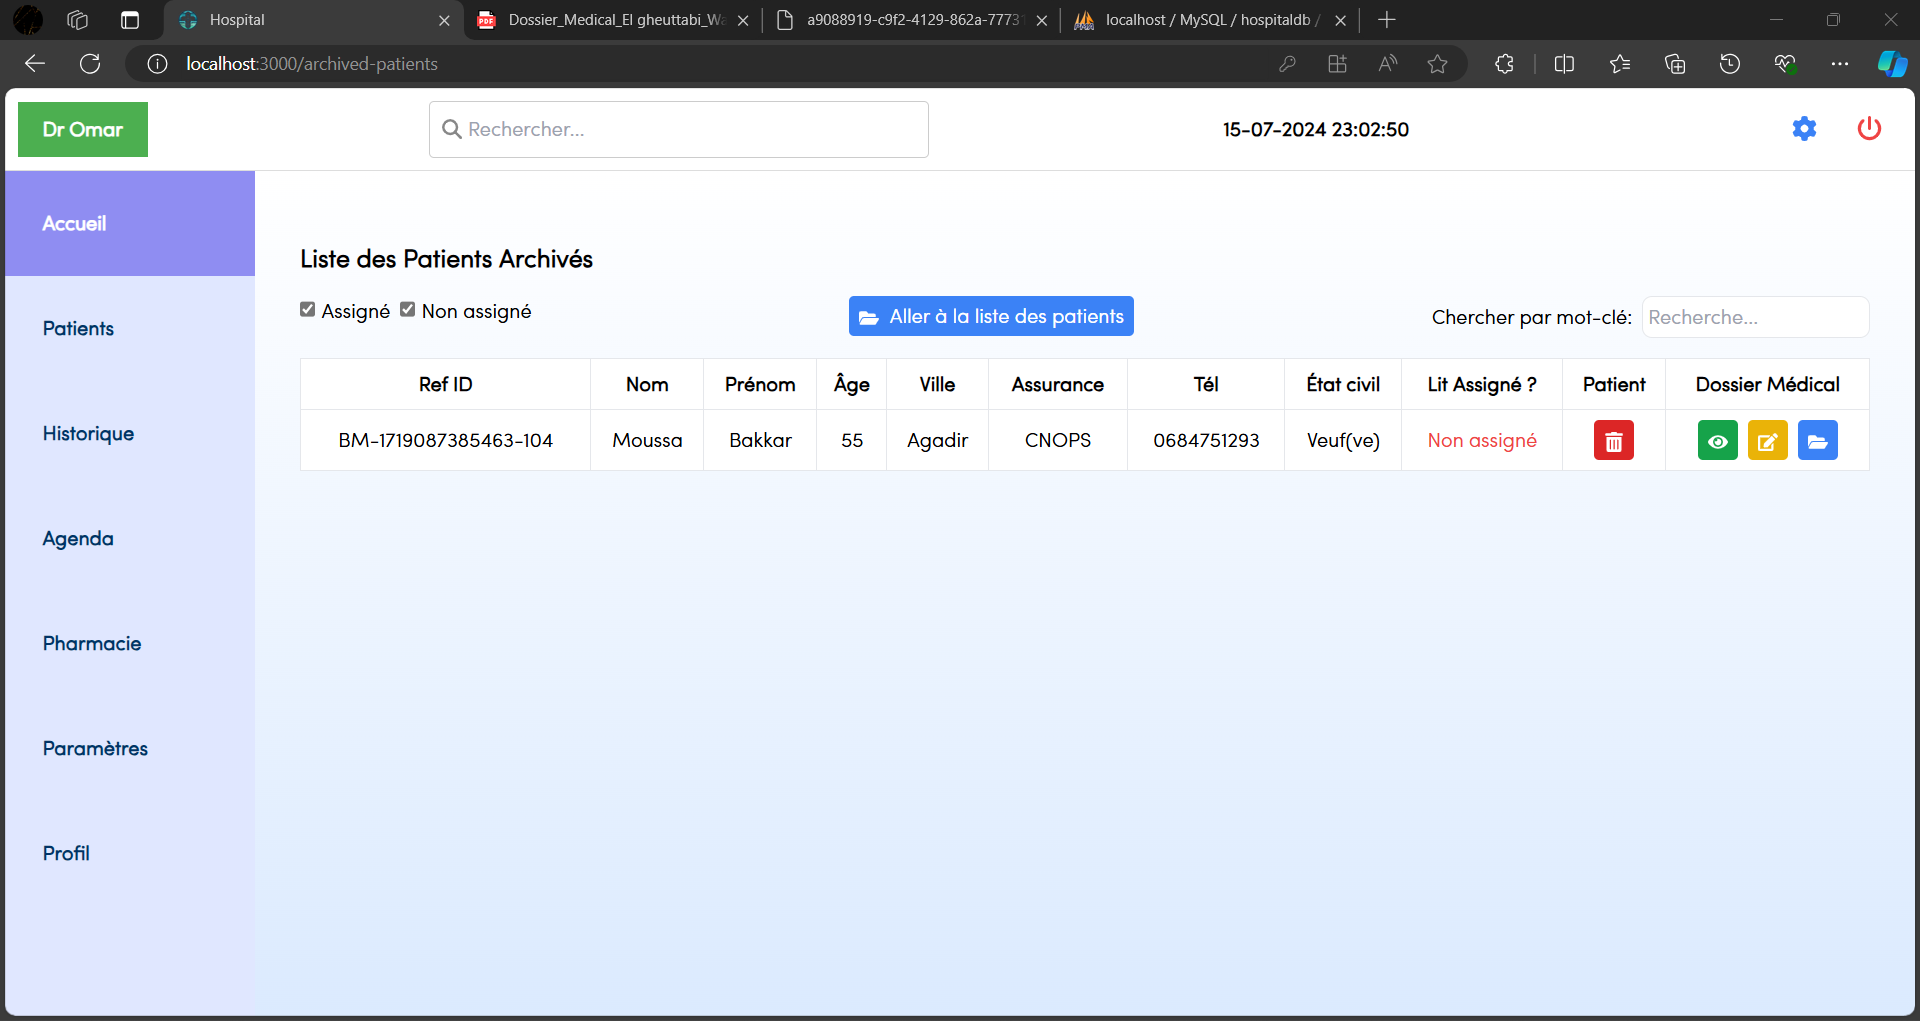 Hospital
Dossier_Medical_El gheuttabi_Wa
a9088919-c9f2-4129-862a-7773
localhost / MySQL / hospitaldb /
localhost:3000/archived-patients
Dr Omar
Rechercher...
15-07-2024 23:02:50
Accueil
Patients
Historique
Agenda
Pharmacie
Paramètres
Profil
Liste des Patients Archivés
Assigné Non assigné
Aller à la liste des patients
Chercher par mot-clé: Recherche...
Ref ID Nom Prénom Âge Ville Assurance Tél État civil Lit Assigné ? Patient Dossier Médical
BM-1719087385463-104 Moussa Bakkar 55 Agadir CNOPS 0684751293 Veuf(ve) Non assigné